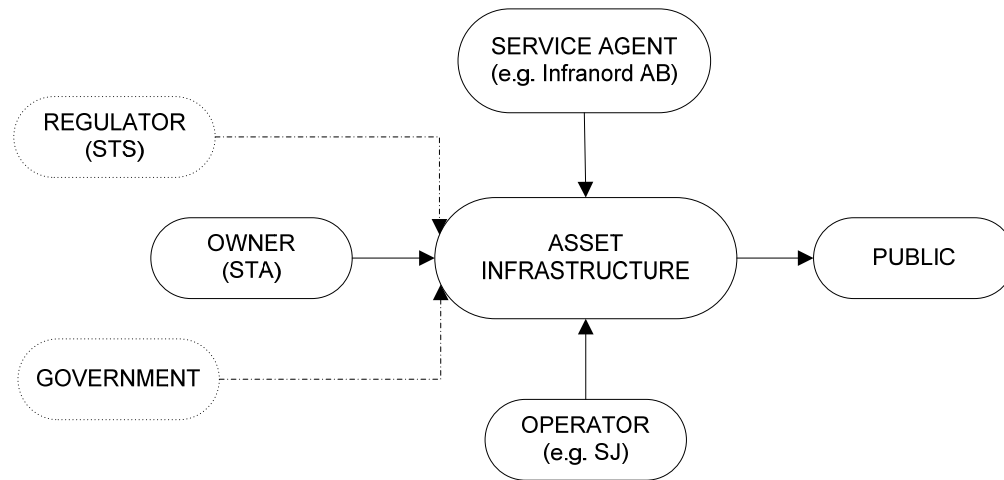 SERVICE AGENT
(e.g. Infranord AB)
REGULATOR
(STS)
OWNER
(STA)
ASSET
INFRASTRUCTURE
PUBLIC
GOVERNMENT
OPERATOR
(e.g. SJ)